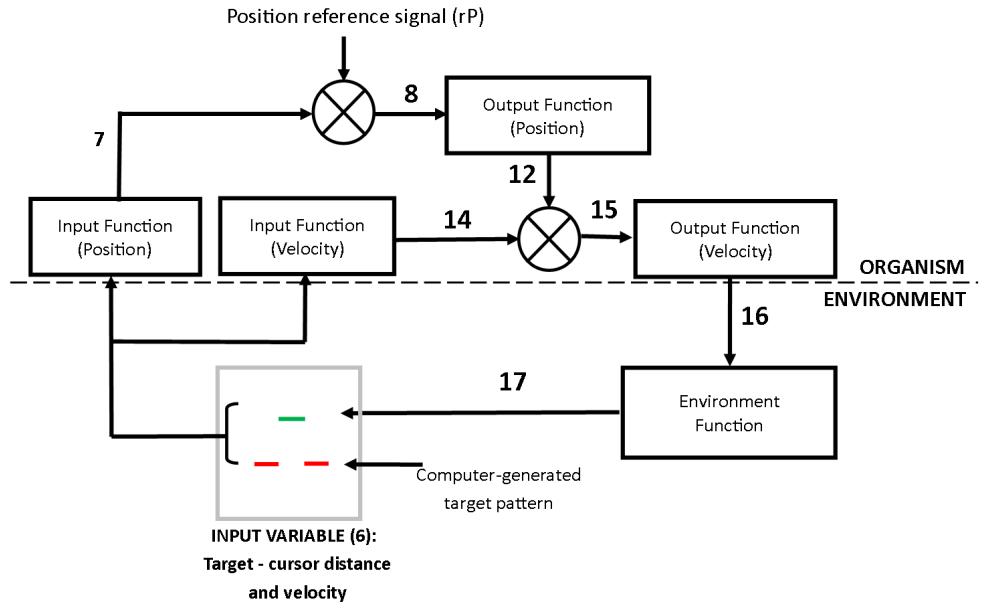 Position reference signal (rP)
8
Output Function
(Position)
7
12
Input Function
(Position)
Input Function
(Velocity)
14
15
Output Function
(Velocity)
ORGANISM
ENVIRONMENT
16
17
Environment
Function
Computer-generated
target pattern
INPUT VARIABLE (6):
Target - cursor distance
and velocity